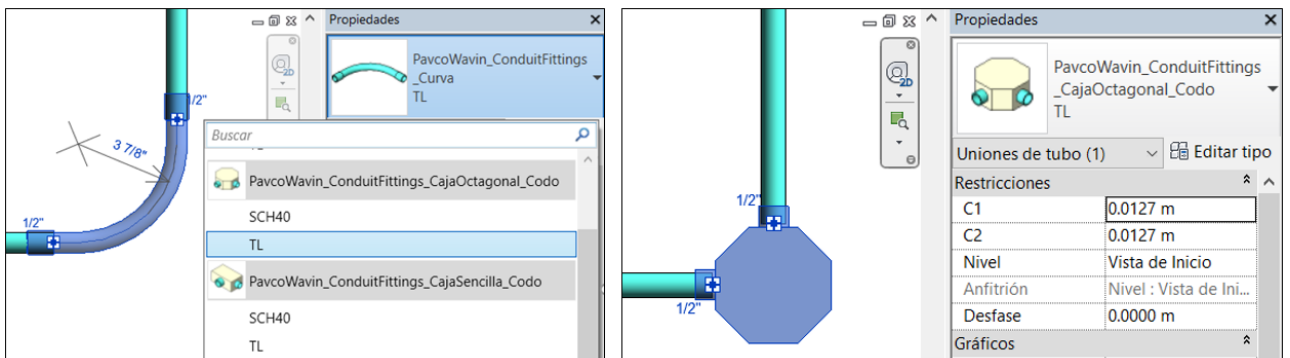 Propiedades
PavcoWavin_ConduitFittings
_Curva
TL
2D
1/2"
3 7/8"
1/2"
Buscar
PavcoWavin_ConduitFittings_CajaOctagonal_Codo
SCH40
TL
PavcoWavin_ConduitFittings_CajaSencilla_Codo
SCH40
TL
Propiedades
PavcoWavin_ConduitFittings
_CajaOctagonal_Codo
TL
2D
1/2"
1/2"
Uniones de tubo (1)
Editar tipo
Restricciones
C1 0.0127 m
C2 0.0127 m
Nivel Vista de Inicio
Anfitrión Nivel : Vista de Ini...
Desfase 0.0000 m
Gráficos